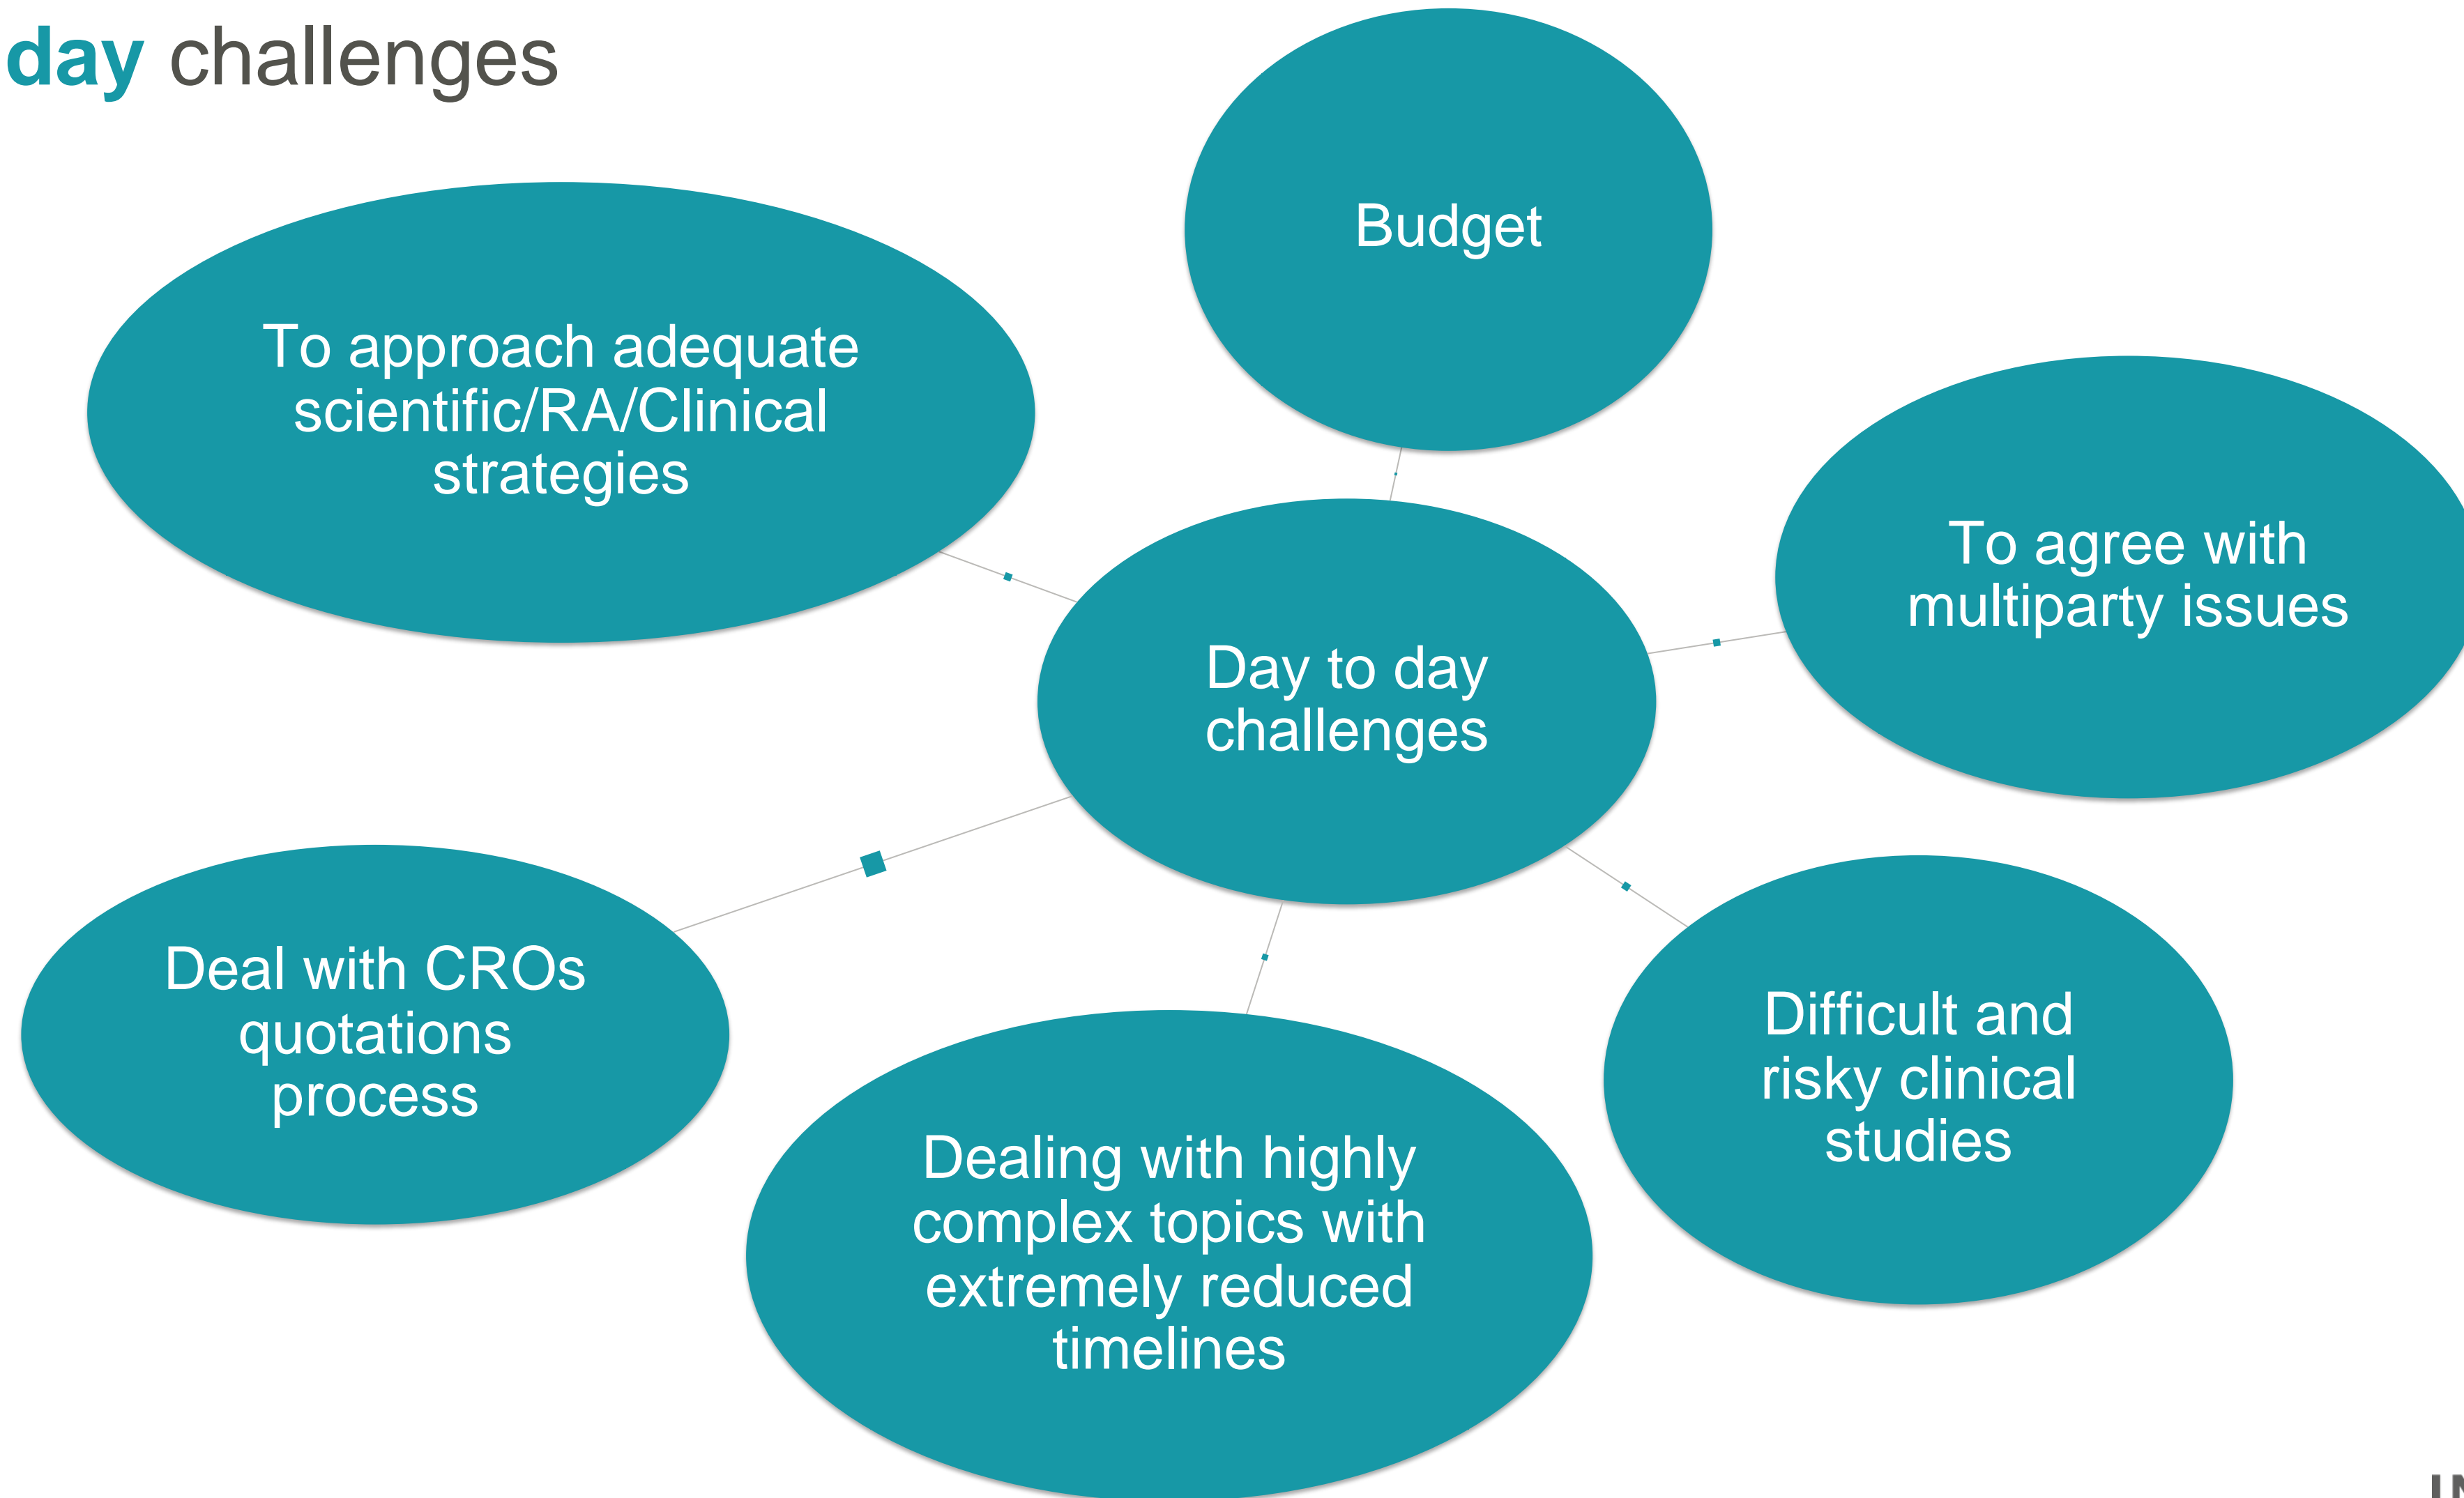 day challenges
Budget
To approach adequate
scientific/RA/Clinical
strategies
To agree with
multiparty issues
Day to day
challenges
Deal with CROs
quotations
process
Difficult and
risky clinical
studies
Dealing with highly
complex topics with
extremely reduced
timelines